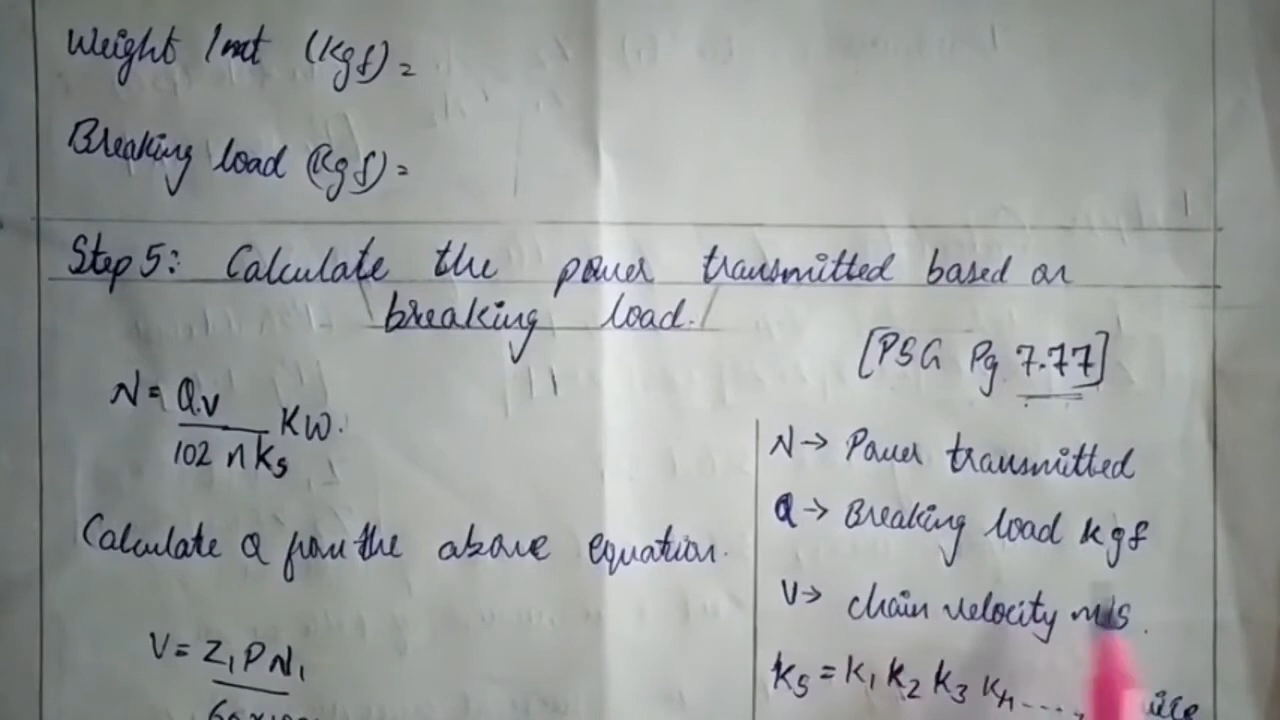 Weight /mt (kgf) =
Breaking load (kgf) =
Step 5: Calculate the power transmitted based on
breaking load.
[PSG Pg 7.77]
N = Q.V
102 n ks KW.
Calculate Q from the above equation.
V = Z1 P N1
N → Power transmitted
Q → Breaking load kgf
V → chain velocity m/s.
ks = k1 k2 k3 k4 ....,